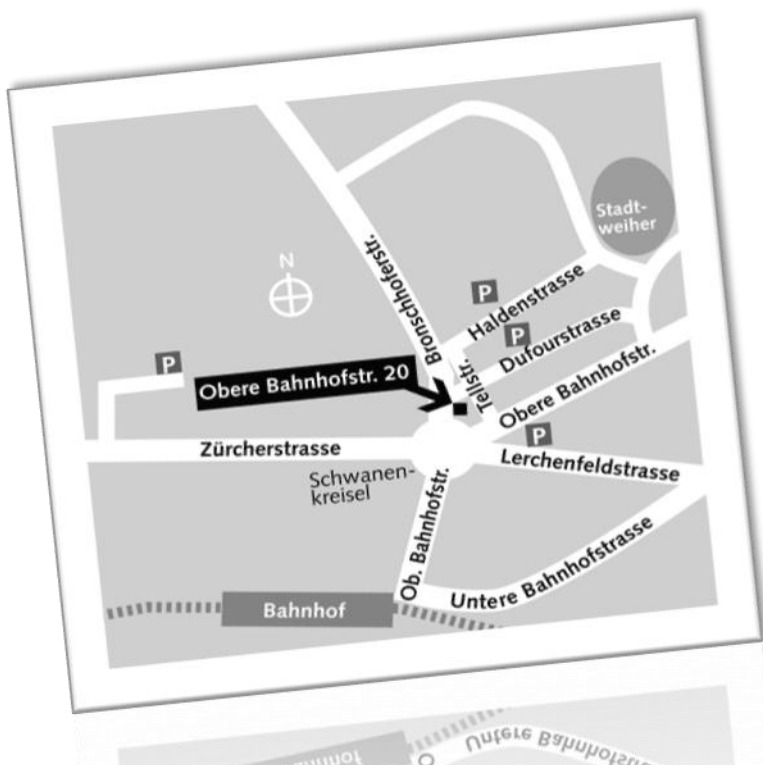 Stadt-
weiher
N
Bronschhoferstr.
P
Haldenstrasse
P
Dufourstrasse
P
Obere Bahnhofstr. 20
Tellstr.
Obere Bahnhofstr.
P
Zürcherstrasse
Lerchenfeldstrasse
Schwanen-
kreisel
Ob. Bahnhofstr.
Untere Bahnhofstrasse
Bahnhof